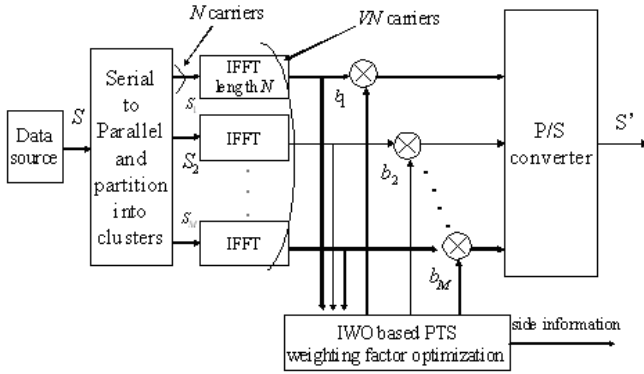 N carriers
VN carriers
Data
source
S
Serial
to
Parallel
and
partition
into
clusters
S1
IFFT
length N
b1
S2
IFFT
b2
SM
IFFT
bM
P/S
converter
S'
IWO based PTS
weighting factor optimization
side information